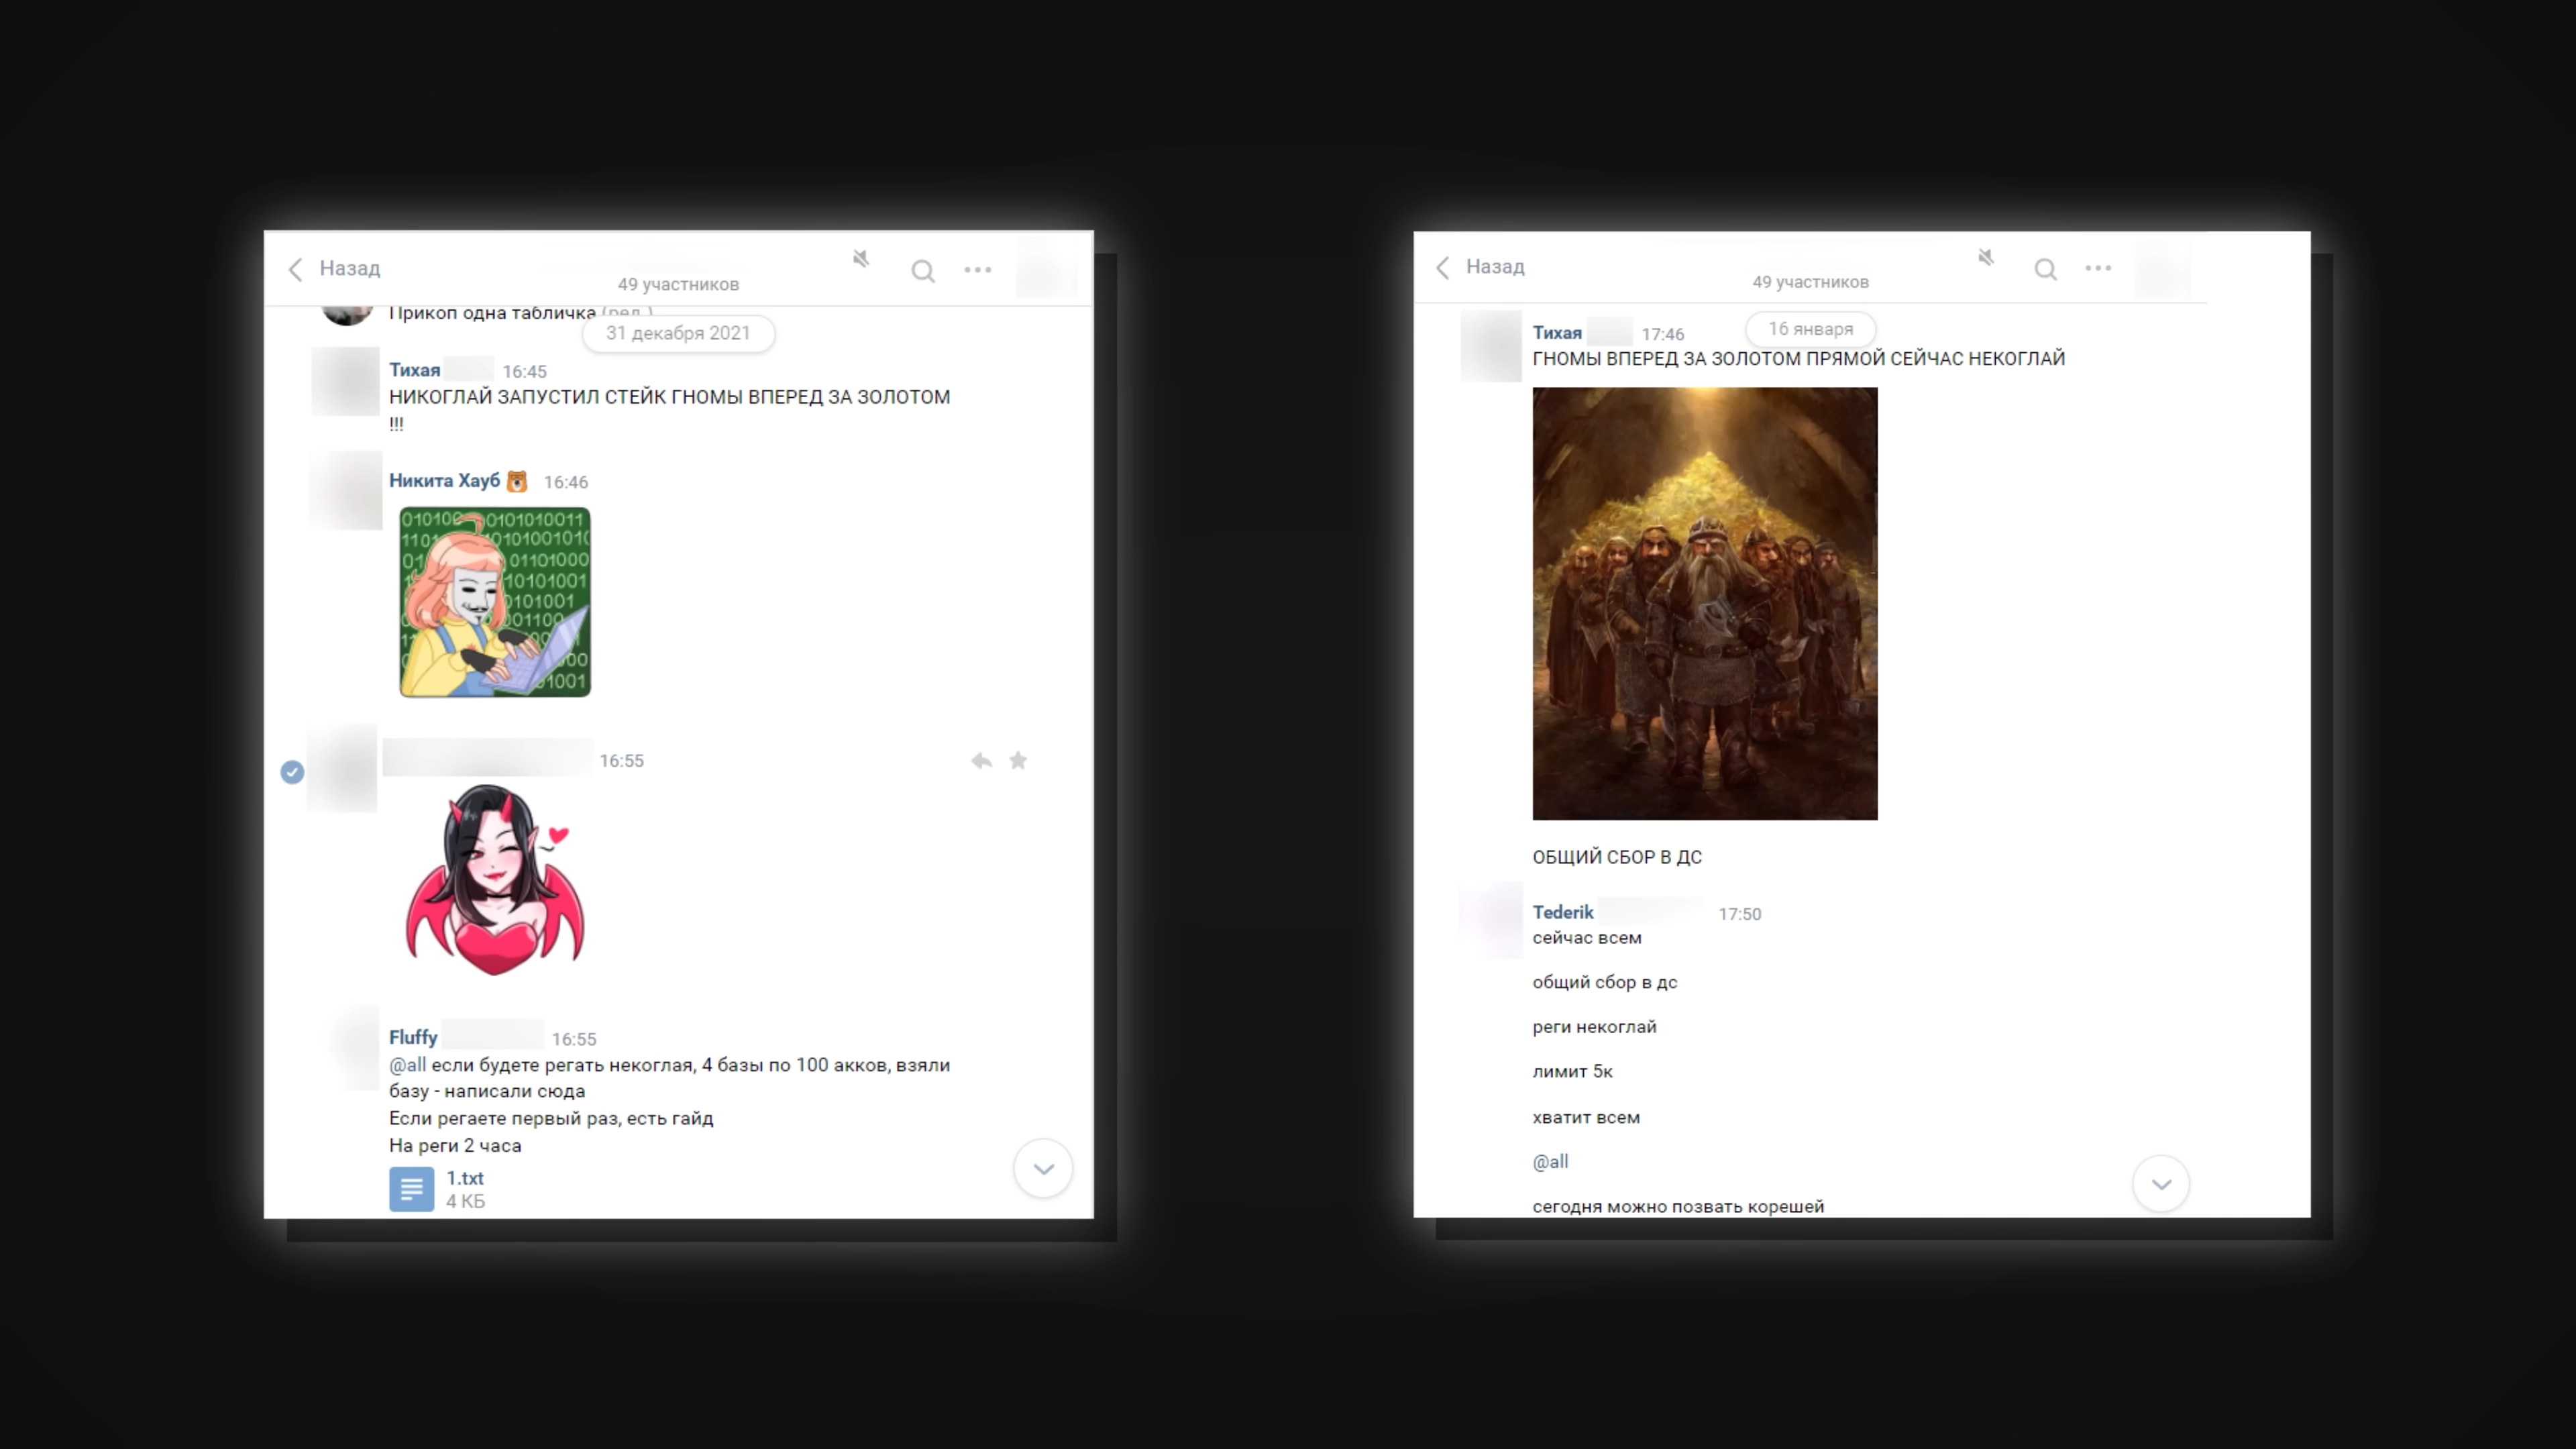 Назад
49 участников
Прикоп одна табличка (ред.)
31 декабря 2021
Тихая 16:45
НИКОГЛАЙ ЗАПУСТИЛ СТЕЙК ГНОМЫ ВПЕРЕД ЗА ЗОЛОТОМ
!!!
Никита Хауб 16:46
16:55
Fluffy 16:55
@all если будете регать некоглая, 4 базы по 100 акков, взяли
базу - написали сюда
Если регаете первый раз, есть гайд
На реги 2 часа
1.txt
4 КБ
Назад
49 участников
Тихая 17:46
16 января
ГНОМЫ ВПЕРЕД ЗА ЗОЛОТОМ ПРЯМОЙ СЕЙЧАС НЕКОГЛАЙ
ОБЩИЙ СБОР В ДС
Tederik 17:50
сейчас всем
общий сбор в дс
реги некоглай
лимит 5к
хватит всем
@all
сегодня можно позвать корешей